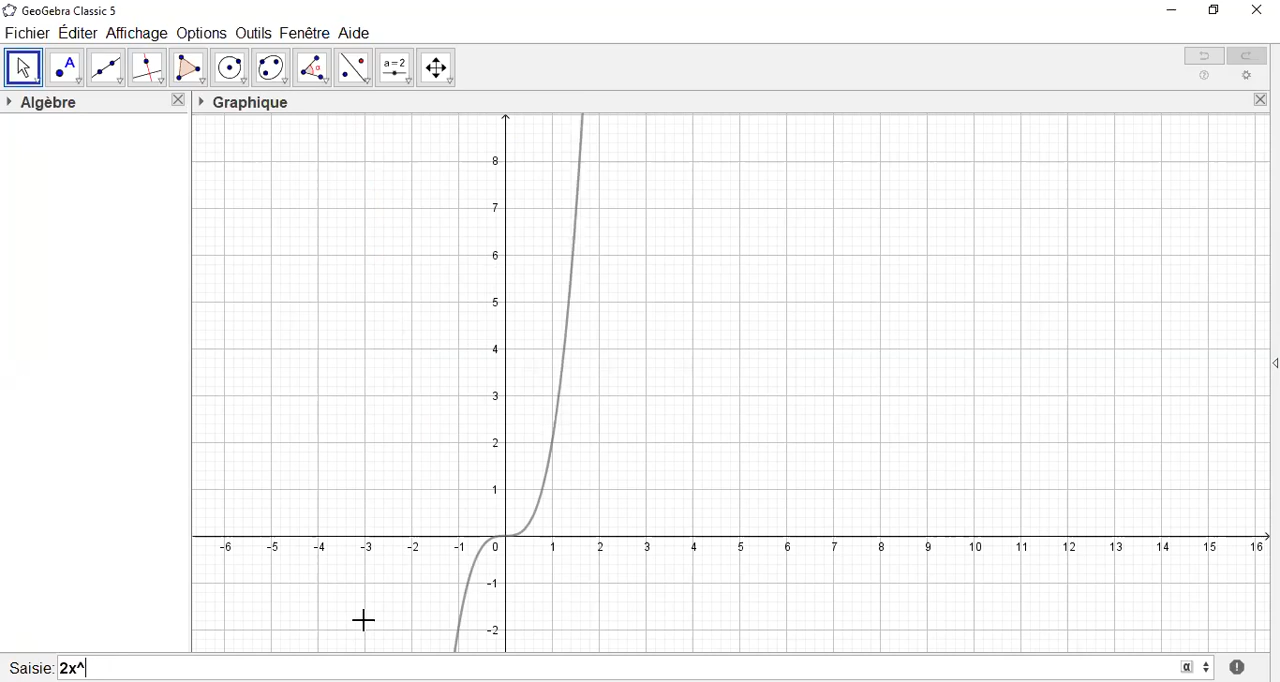 GeoGebra Classic 5
Fichier Éditer Affichage Options Outils Fenêtre Aide
A
α
a=2
Algèbre
Graphique
8
7
6
5
4
3
2
1
-6 -5 -4 -3 -2 -1 0 1 2 3 4 5 6 7 8 9 10 11 12 13 14 15 16
-1
-2
Saisie: 2x^
α